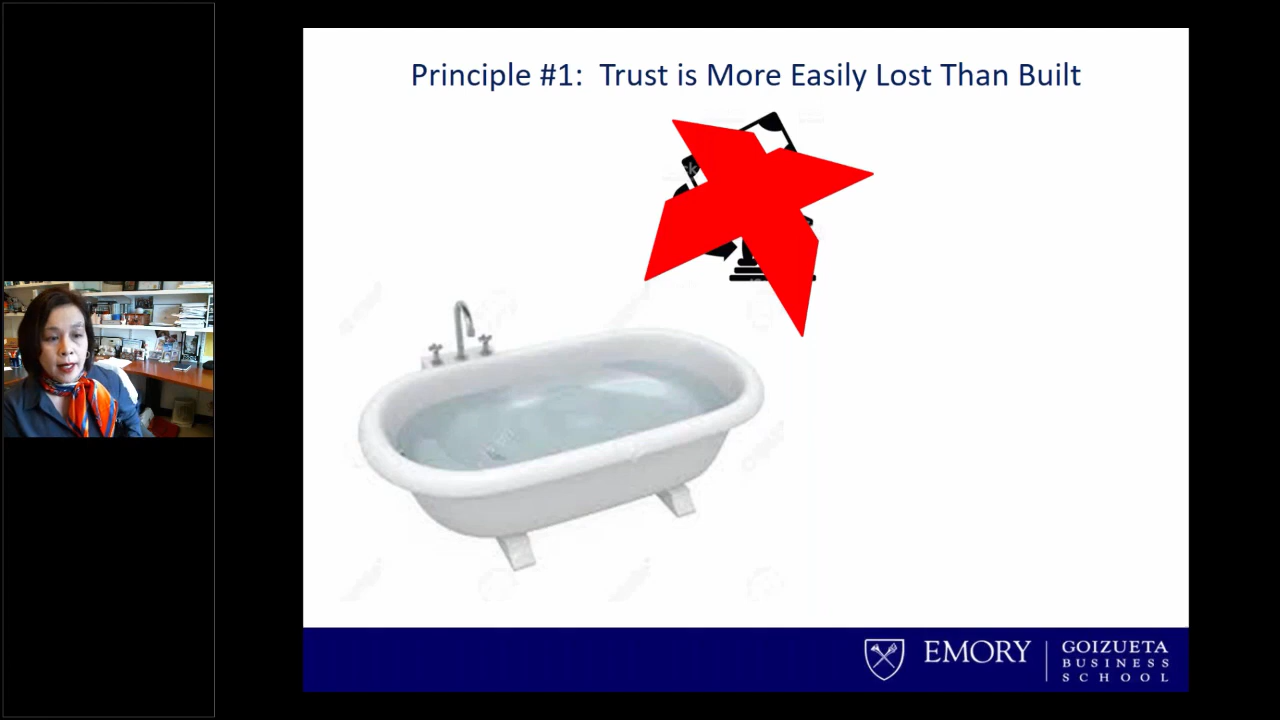 Principle #1:  Trust is More Easily Lost Than Built
EMORY
GOIZUETA
BUSINESS
SCHOOL